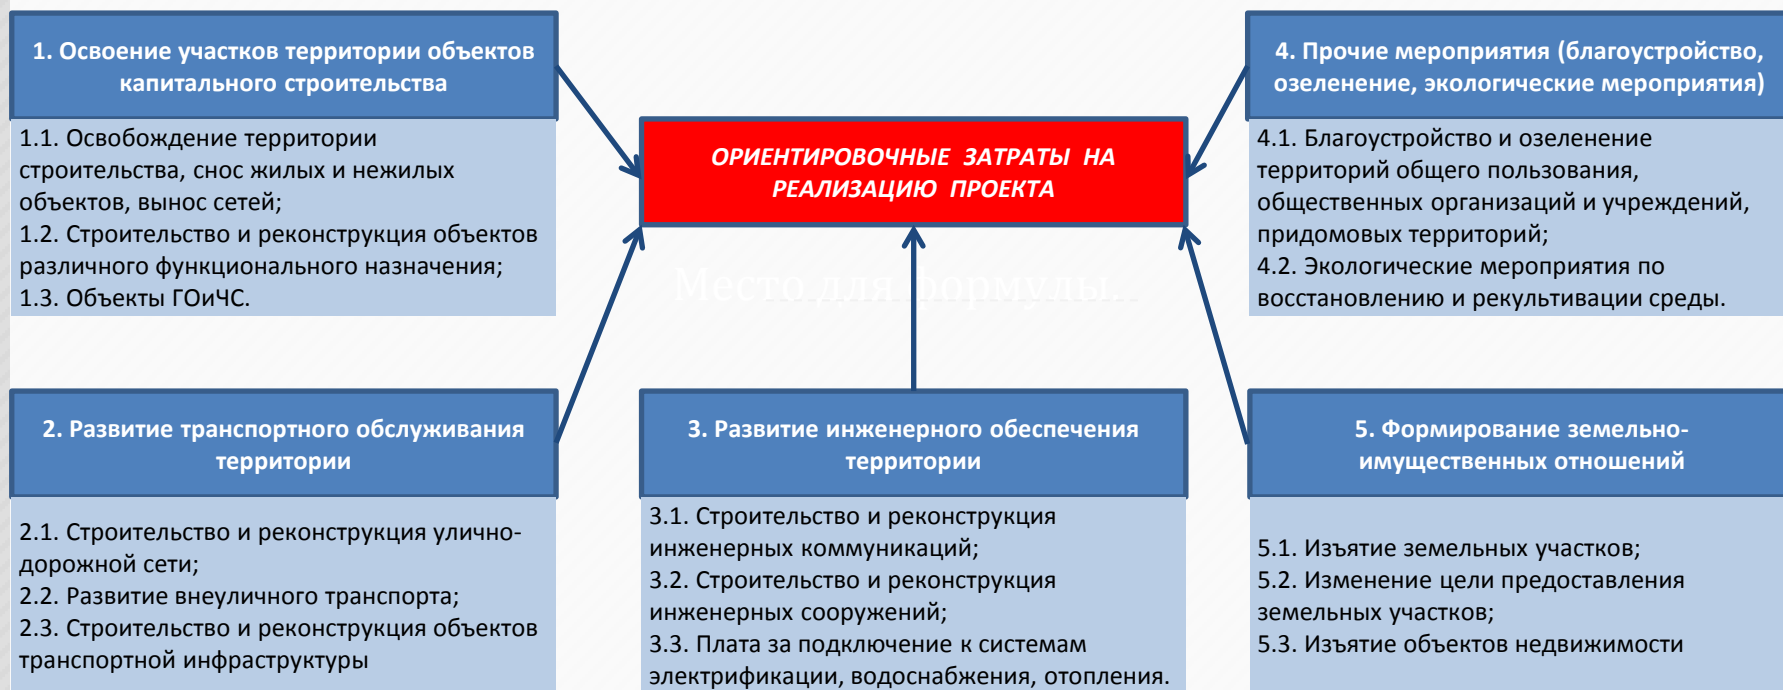 1. Освоение участков территории объектов
капитального строительства
1.1. Освобождение территории
строительства, снос жилых и нежилых
объектов, вынос сетей;
1.2. Строительство и реконструкция объектов
различного функционального назначения;
1.3. Объекты ГОиЧС.
ОРИЕНТИРОВОЧНЫЕ ЗАТРАТЫ НА
РЕАЛИЗАЦИЮ ПРОЕКТА
Место для формулы.
4. Прочие мероприятия (благоустройство,
озеленение, экологические мероприятия)
4.1. Благоустройство и озеленение
территорий общего пользования,
общественных организаций и учреждений,
придомовых территорий;
4.2. Экологические мероприятия по
восстановлению и рекультивации среды.
2. Развитие транспортного обслуживания
территории
2.1. Строительство и реконструкция улично-
дорожной сети;
2.2. Развитие внеуличного транспорта;
2.3. Строительство и реконструкция объектов
транспортной инфраструктуры
3. Развитие инженерного обеспечения
территории
3.1. Строительство и реконструкция
инженерных коммуникаций;
3.2. Строительство и реконструкция
инженерных сооружений;
3.3. Плата за подключение к системам
электрификации, водоснабжения, отопления.
5. Формирование земельно-
имущественных отношений
5.1. Изъятие земельных участков;
5.2. Изменение цели предоставления
земельных участков;
5.3. Изъятие объектов недвижимости